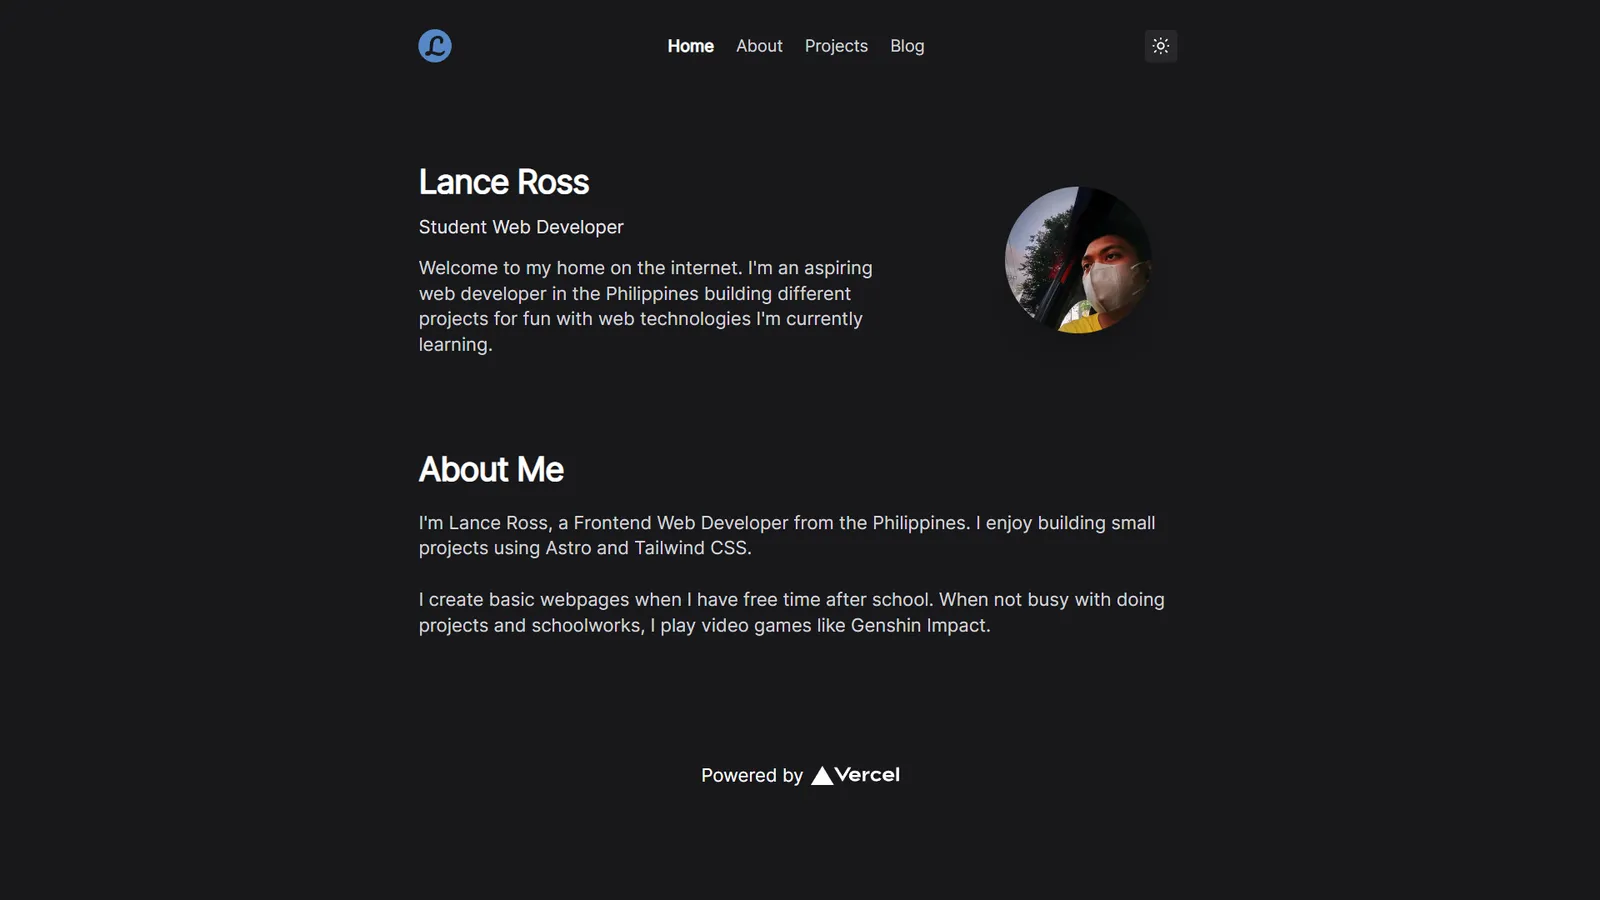 L
Home About Projects Blog
Lance Ross
Student Web Developer
Welcome to my home on the internet. I'm an aspiring
web developer in the Philippines building different
projects for fun with web technologies I'm currently
learning.
About Me
I'm Lance Ross, a Frontend Web Developer from the Philippines. I enjoy building small
projects using Astro and Tailwind CSS.
I create basic webpages when I have free time after school. When not busy with doing
projects and schoolworks, I play video games like Genshin Impact.
Powered by Vercel